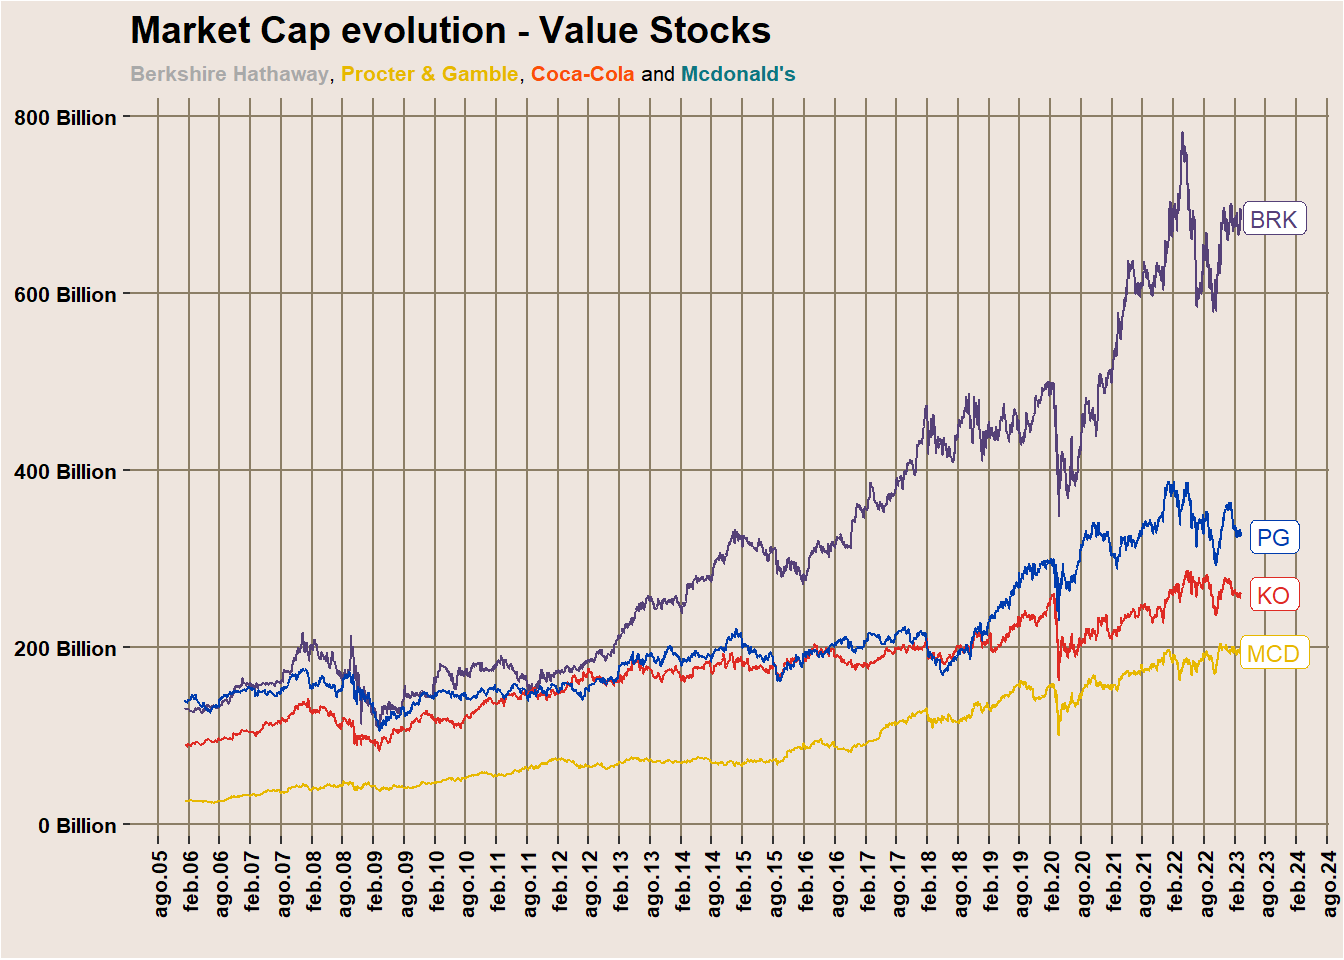 Market Cap evolution - Value Stocks
Berkshire Hathaway, Procter & Gamble, Coca-Cola and Mcdonald's
800 Billion
600 Billion
400 Billion
200 Billion
0 Billion
BRK
PG
KO
MCD
ago.05
feb.06
ago.06
feb.07
ago.07
feb.08
ago.08
feb.09
ago.09
feb.10
ago.10
feb.11
ago.11
feb.12
ago.12
feb.13
ago.13
feb.14
ago.14
feb.15
ago.15
feb.16
ago.16
feb.17
ago.17
feb.18
ago.18
feb.19
ago.19
feb.20
ago.20
feb.21
ago.21
feb.22
ago.22
feb.23
ago.23
feb.24
ago.24